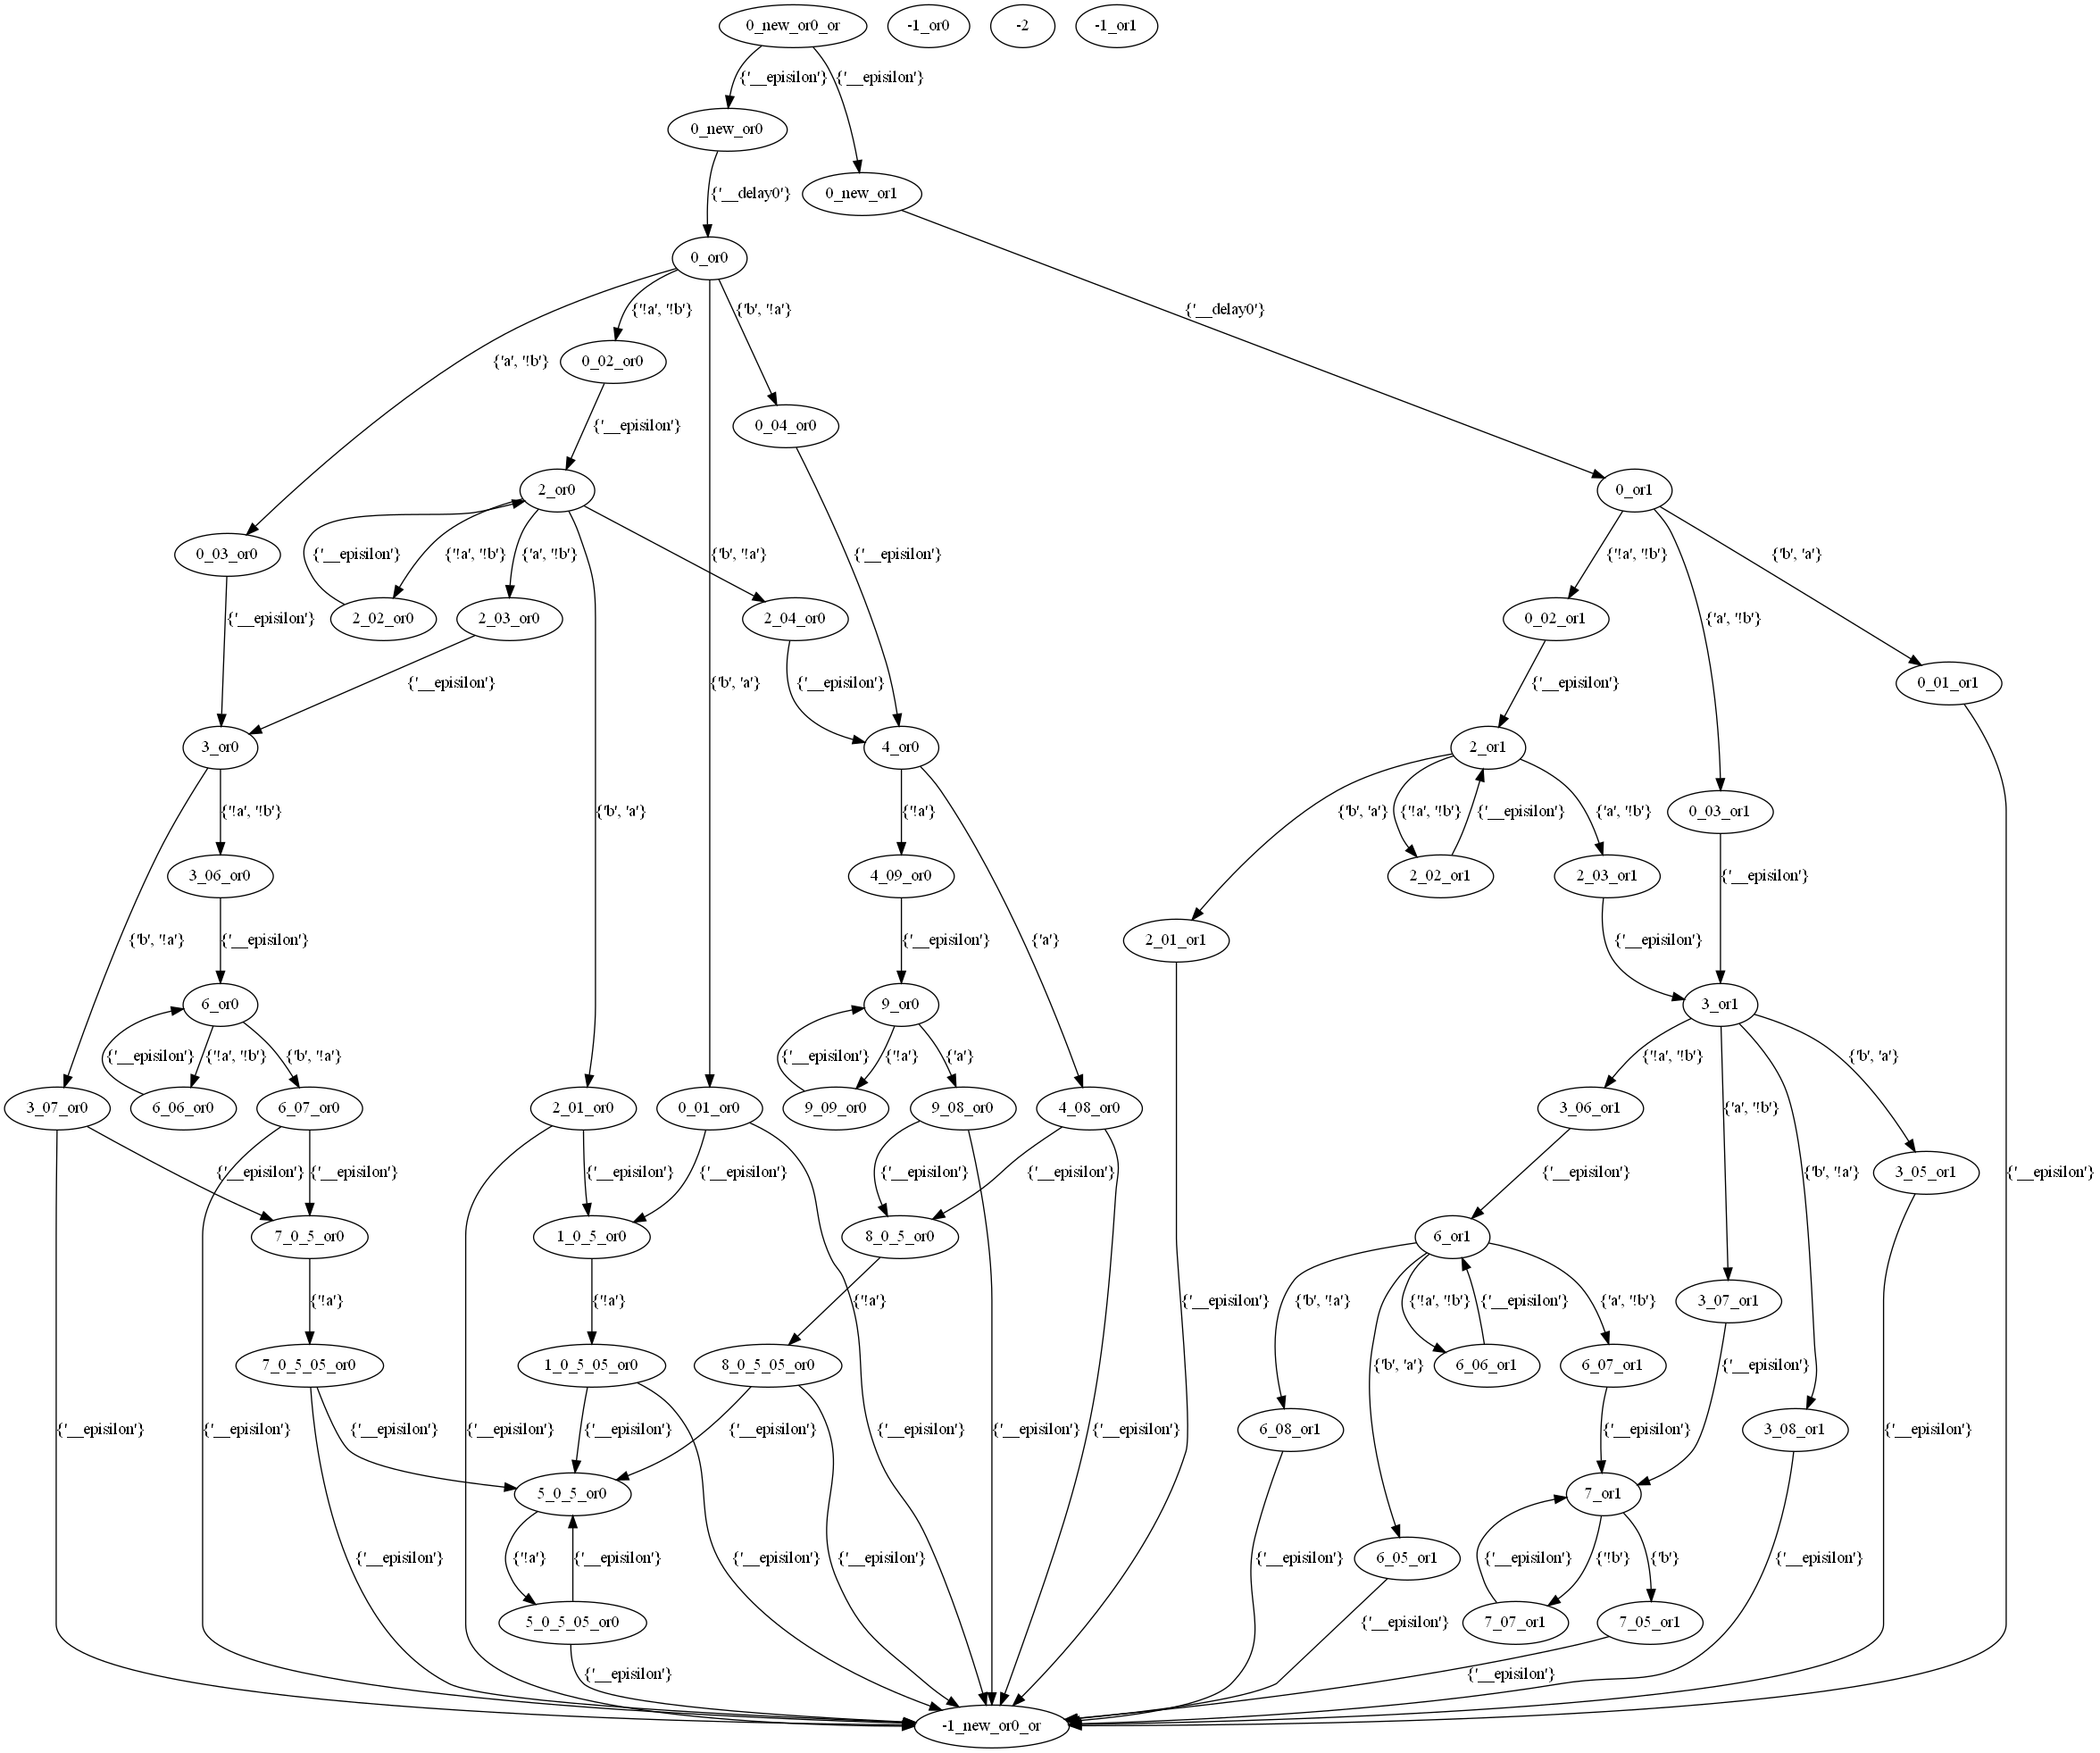 0_new_or0_or -1_or0 -2 -1_or1
{'__episilon'} {'__episilon'}
0_new_or0
{'__delay0'} 0_new_or1
0_or0
{'!a', '!b'} {'b', '!a'} {'__delay0'}
{'a', '!b'} 0_02_or0
{'__episilon'} 0_04_or0
2_or0 0_or1
0_03_or0 {'__episilon'} {'!a', '!b'} {'a', '!b'} {'b', '!a'} {'__episilon'} {'!a', '!b'} {'b', 'a'}
{'__episilon'} 2_02_or0 2_03_or0 2_04_or0 0_02_or1 {'a', '!b'}
{'__episilon'} {'b', 'a'} {'__episilon'} {'__episilon'} 0_01_or1
3_or0 4_or0 2_or1
{'!a', '!b'} {'b', 'a'} {'!a'} {'b', 'a'} {'!a', '!b'} {'__episilon'} {'a', '!b'} 0_03_or1
3_06_or0 4_09_or0 2_02_or1 2_03_or1 {'__episilon'}
{'b', '!a'} {'__episilon'} {'__episilon'} {'a'} 2_01_or1 {'__episilon'}
6_or0 9_or0 3_or1
{'__episilon'} {'!a', '!b'} {'b', '!a'} {'__episilon'} {'!a'} {'a'} {'!a', '!b'} {'b', 'a'}
3_07_or0 6_06_or0 6_07_or0 2_01_or0 0_01_or0 9_09_or0 9_08_or0 4_08_or0 3_06_or1 {'a', '!b'}
{'__episilon'} {'__episilon'} {'__episilon'} {'__episilon'} {'__episilon'} {'__episilon'} {'__episilon'} {'b', '!a'} 3_05_or1 {'__episilon'}
7_0_5_or0 1_0_5_or0 8_0_5_or0 6_or1
{'!a'} {'!a'} {'!a'} {'__episilon'} {'b', '!a'} {'!a', '!b'} {'__episilon'} {'a', '!b'} 3_07_or1
7_0_5_05_or0 1_0_5_05_or0 8_0_5_05_or0 {'b', 'a'} 6_06_or1 6_07_or1 {'__episilon'}
{'__episilon'} {'__episilon'} {'__episilon'} {'__episilon'} {'__episilon'} {'__episilon'} {'__episilon'} {'__episilon'} {'__episilon'} 6_08_or1 {'__episilon'} 3_08_or1 {'__episilon'}
5_0_5_or0 7_or1
{'__episilon'} {'!a'} {'__episilon'} {'__episilon'} {'__episilon'} {'__episilon'} 6_05_or1 {'__episilon'} {'!b'} {'b'} {'__episilon'}
5_0_5_05_or0 {'__episilon'} 7_07_or1 7_05_or1
{'__episilon'} {'__episilon'}
-1_new_or0_or